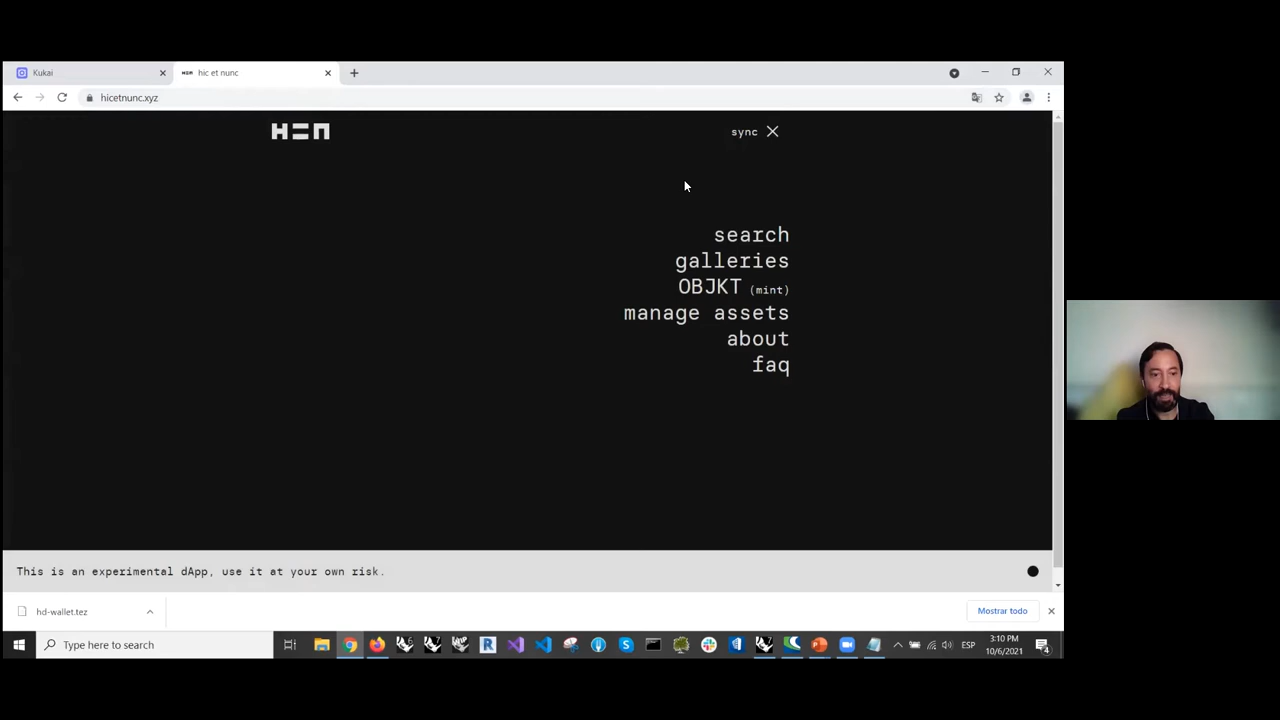 Kukai
hic et nunc
hicetnunc.xyz
sync
search
galleries
OBJKT (mint)
manage assets
about
faq
This is an experimental dApp, use it at your own risk.
hd-wallet.tez
Mostrar todo
Type here to search
ESP
3:10 PM
10/6/2021